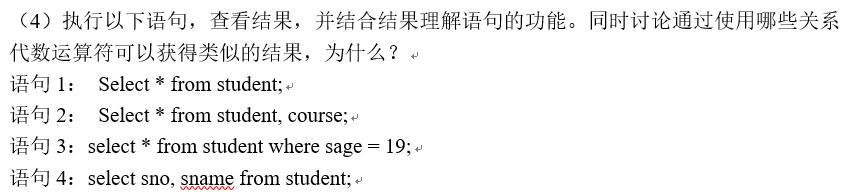 （4）执行以下语句，查看结果，并结合结果理解语句的功能。同时讨论通过使用哪些关系
代数运算符可以获得类似的结果，为什么？
语句 1： Select * from student;
语句 2： Select * from student, course;
语句 3：select * from student where sage = 19;
语句 4：select sno, sname from student;